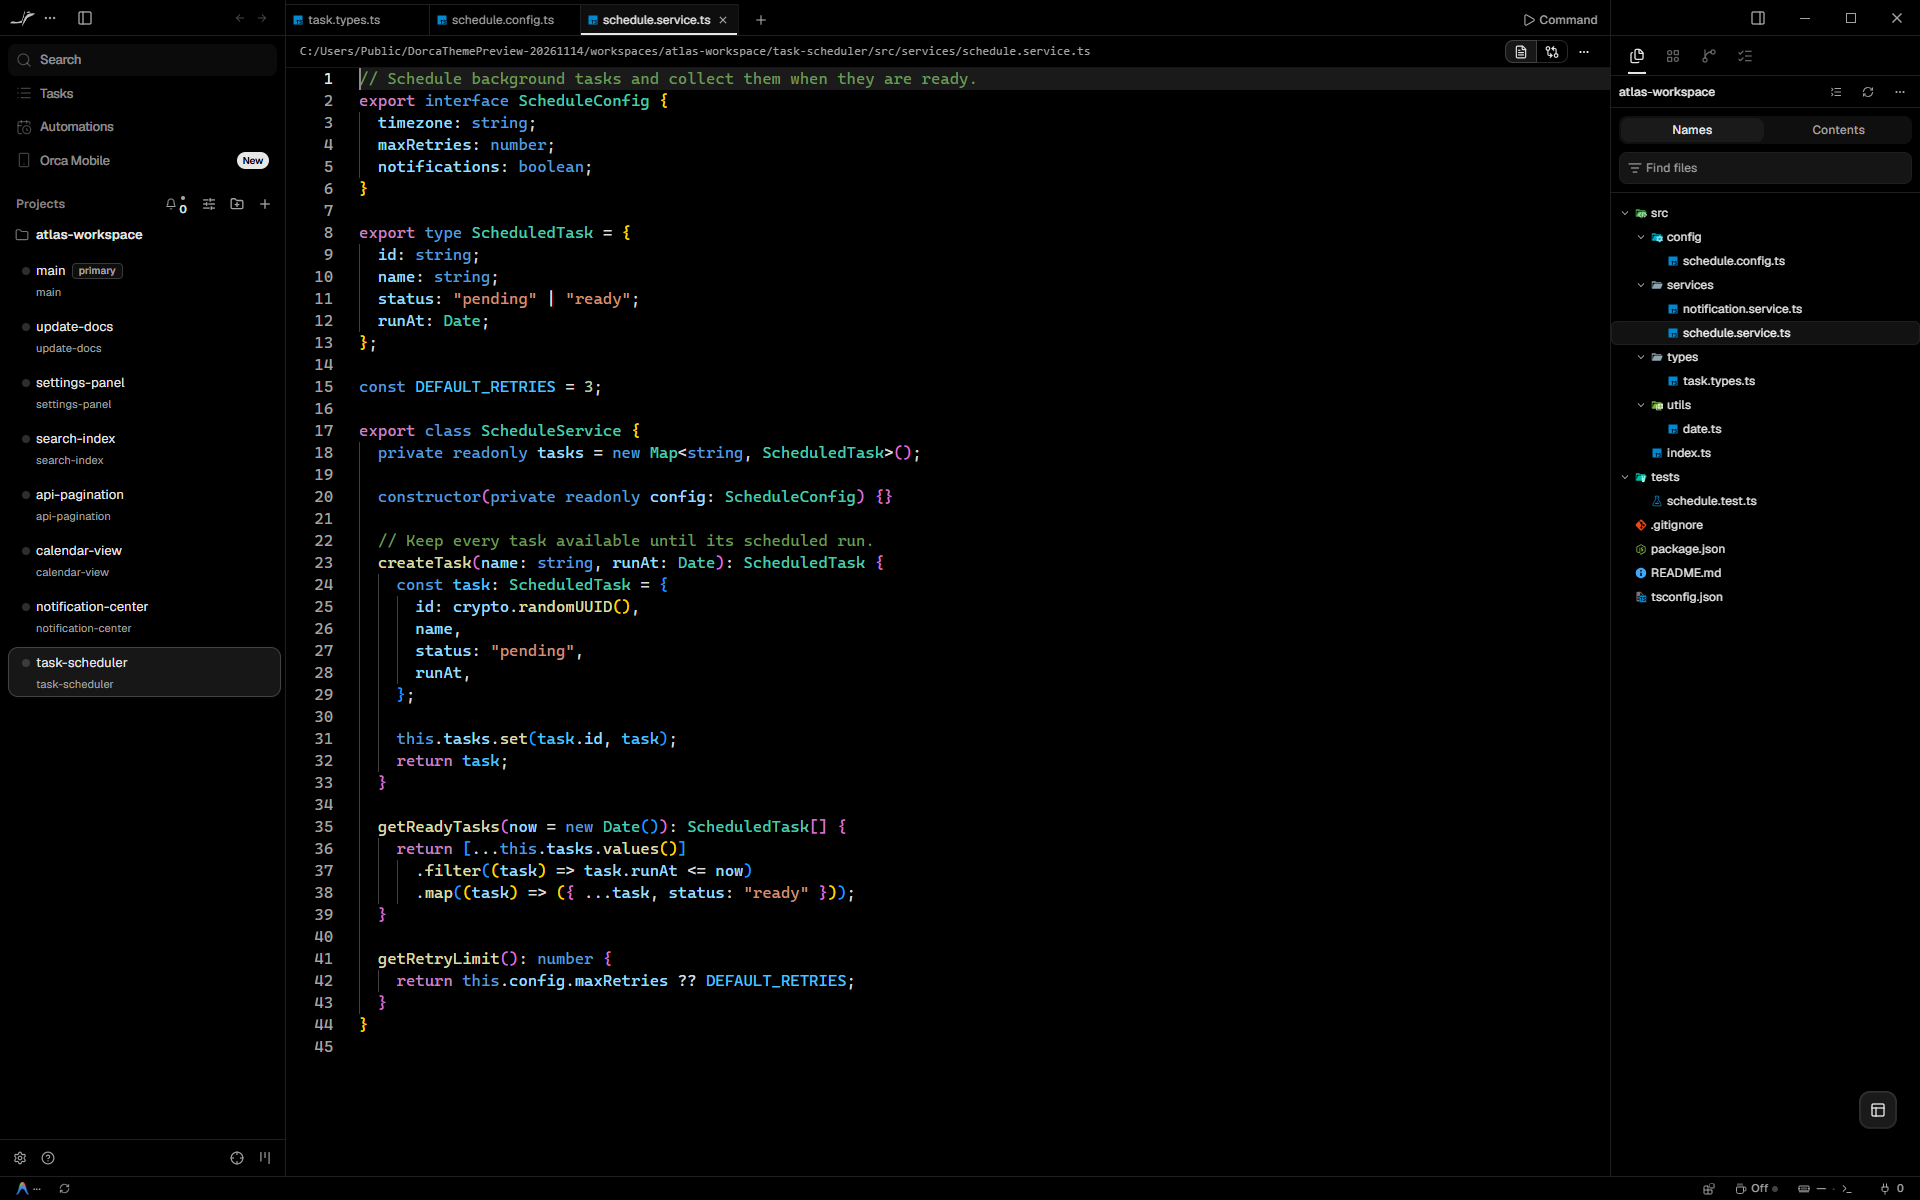 task.types.ts
schedule.config.ts
schedule.service.ts
Command
Search
Tasks
Automations
Orca Mobile
New
Projects
0
atlas-workspace
main primary
main
update-docs
update-docs
settings-panel
settings-panel
search-index
search-index
api-pagination
api-pagination
calendar-view
calendar-view
notification-center
notification-center
task-scheduler
task-scheduler
C:/Users/Public/DorcaThemePreview-20261114/workspaces/atlas-workspace/task-scheduler/src/services/schedule.service.ts
1 // Schedule background tasks and collect them when they are ready.
2 export interface ScheduleConfig {
3 timezone: string;
4 maxRetries: number;
5 notifications: boolean;
6 }
7
8 export type ScheduledTask = {
9 id: string;
10 name: string;
11 status: "pending" | "ready";
12 runAt: Date;
13 };
14
15 const DEFAULT_RETRIES = 3;
16
17 export class ScheduleService {
18 private readonly tasks = new Map<string, ScheduledTask>();
19
20 constructor(private readonly config: ScheduleConfig) {}
21
22 // Keep every task available until its scheduled run.
23 createTask(name: string, runAt: Date): ScheduledTask {
24 const task: ScheduledTask = {
25 id: crypto.randomUUID(),
26 name,
27 status: "pending",
28 runAt,
29 };
30
31 this.tasks.set(task.id, task);
32 return task;
33 }
34
35 getReadyTasks(now = new Date()): ScheduledTask[] {
36 return [...this.tasks.values()]
37 .filter((task) => task.runAt <= now)
38 .map((task) => ({ ...task, status: "ready" }));
39 }
40
41 getRetryLimit(): number {
42 return this.config.maxRetries ?? DEFAULT_RETRIES;
43 }
44 }
45
atlas-workspace
Names
Contents
Find files
src
config
schedule.config.ts
services
notification.service.ts
schedule.service.ts
types
task.types.ts
utils
date.ts
index.ts
tests
schedule.test.ts
.gitignore
package.json
README.md
tsconfig.json
Off
0